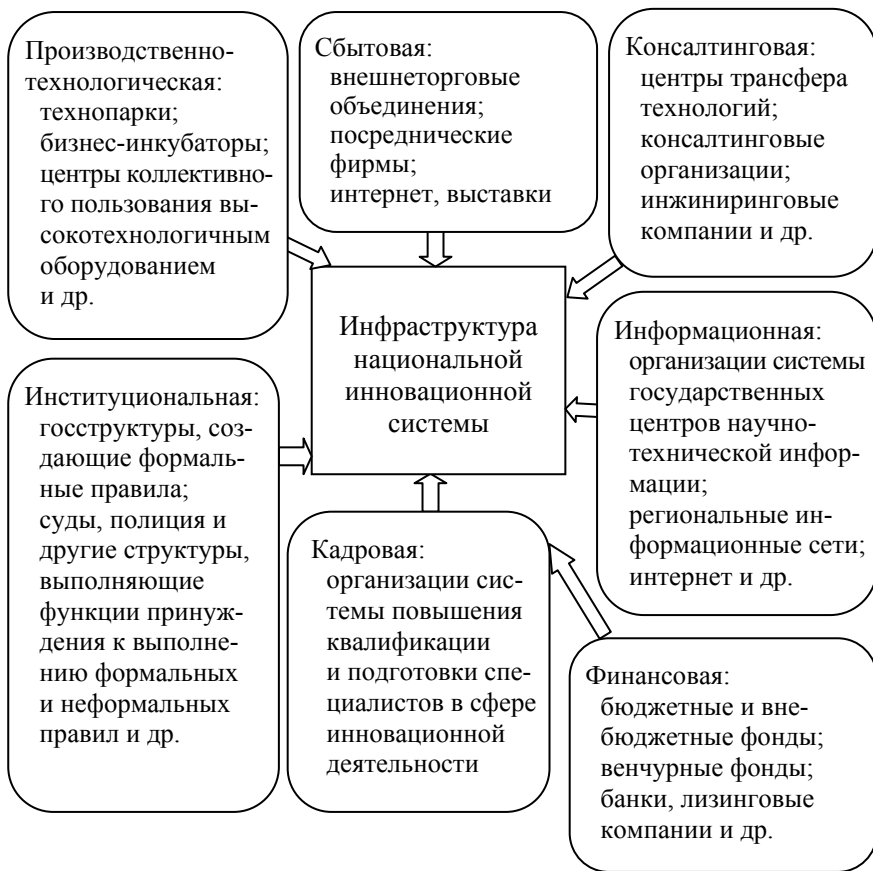 Производственно-
технологическая:
технопарки;
бизнес-инкубаторы;
центры коллективно-
го пользования вы-
сокотехнологичным
оборудованием
и др.
Сбытовая:
внешнеторговые
объединения;
посреднические
фирмы;
интернет, выставки
Консалтинговая:
центры трансфера
технологий;
консалтинговые
организации;
инжиниринговые
компании и др.
Инфраструктура
национальной
инновационной
системы
Институциональная:
госструктуры, соз-
дающие формаль-
ные правила;
суды, полиция и
другие структуры,
выполняющие
функции принуж-
дения к выполне-
нию формальных
и неформальных
правил и др.
Кадровая:
организации сис-
темы повышения
квалификации
и подготовки спе-
циалистов в сфере
инновационной
деятельности
Информационная:
организации системы
государственных
центров научно-
технической инфор-
мации;
региональные ин-
формационные сети;
интернет и др.
Финансовая:
бюджетные и вне-
бюджетные фонды;
венчурные фонды;
банки, лизинговые
компании и др.